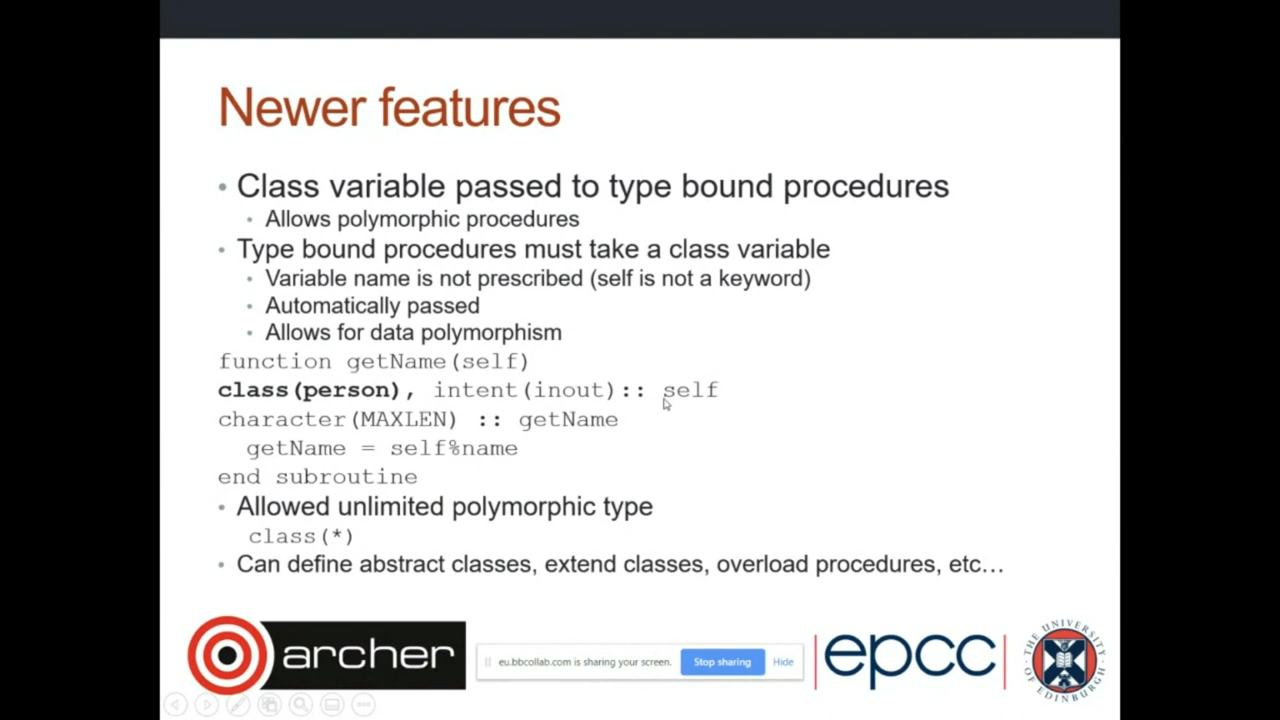 Newer features
• Class variable passed to type bound procedures
• Allows polymorphic procedures
• Type bound procedures must take a class variable
• Variable name is not prescribed (self is not a keyword)
• Automatically passed
• Allows for data polymorphism
function getName(self)
class(person), intent(inout):: self
character(MAXLEN) :: getName
getName = self%name
end subroutine
• Allowed unlimited polymorphic type
class(*)
• Can define abstract classes, extend classes, overload procedures, etc…
archer
eu.bbcollab.com is sharing your screen. Stop sharing Hide
epcc
THE UNIVERSITY OF EDINBURGH